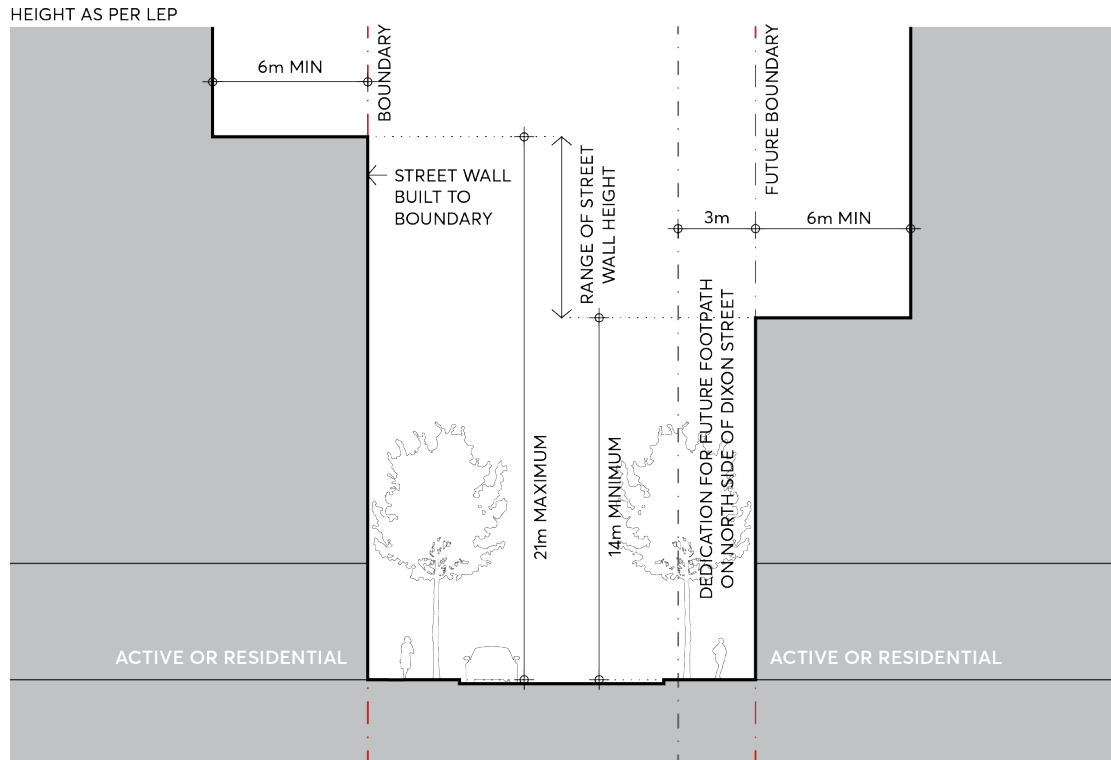 HEIGHT AS PER LEP
6m MIN
BOUNDARY
FUTURE BOUNDARY
STREET WALL
BUILT TO
BOUNDARY
RANGE OF STREET
WALL HEIGHT
3m
6m MIN
21m MAXIMUM
14m MINIMUM
DEDICATION FOR FUTURE FOOTPATH
ON NORTH SIDE OF DIXON STREET
ACTIVE OR RESIDENTIAL
ACTIVE OR RESIDENTIAL